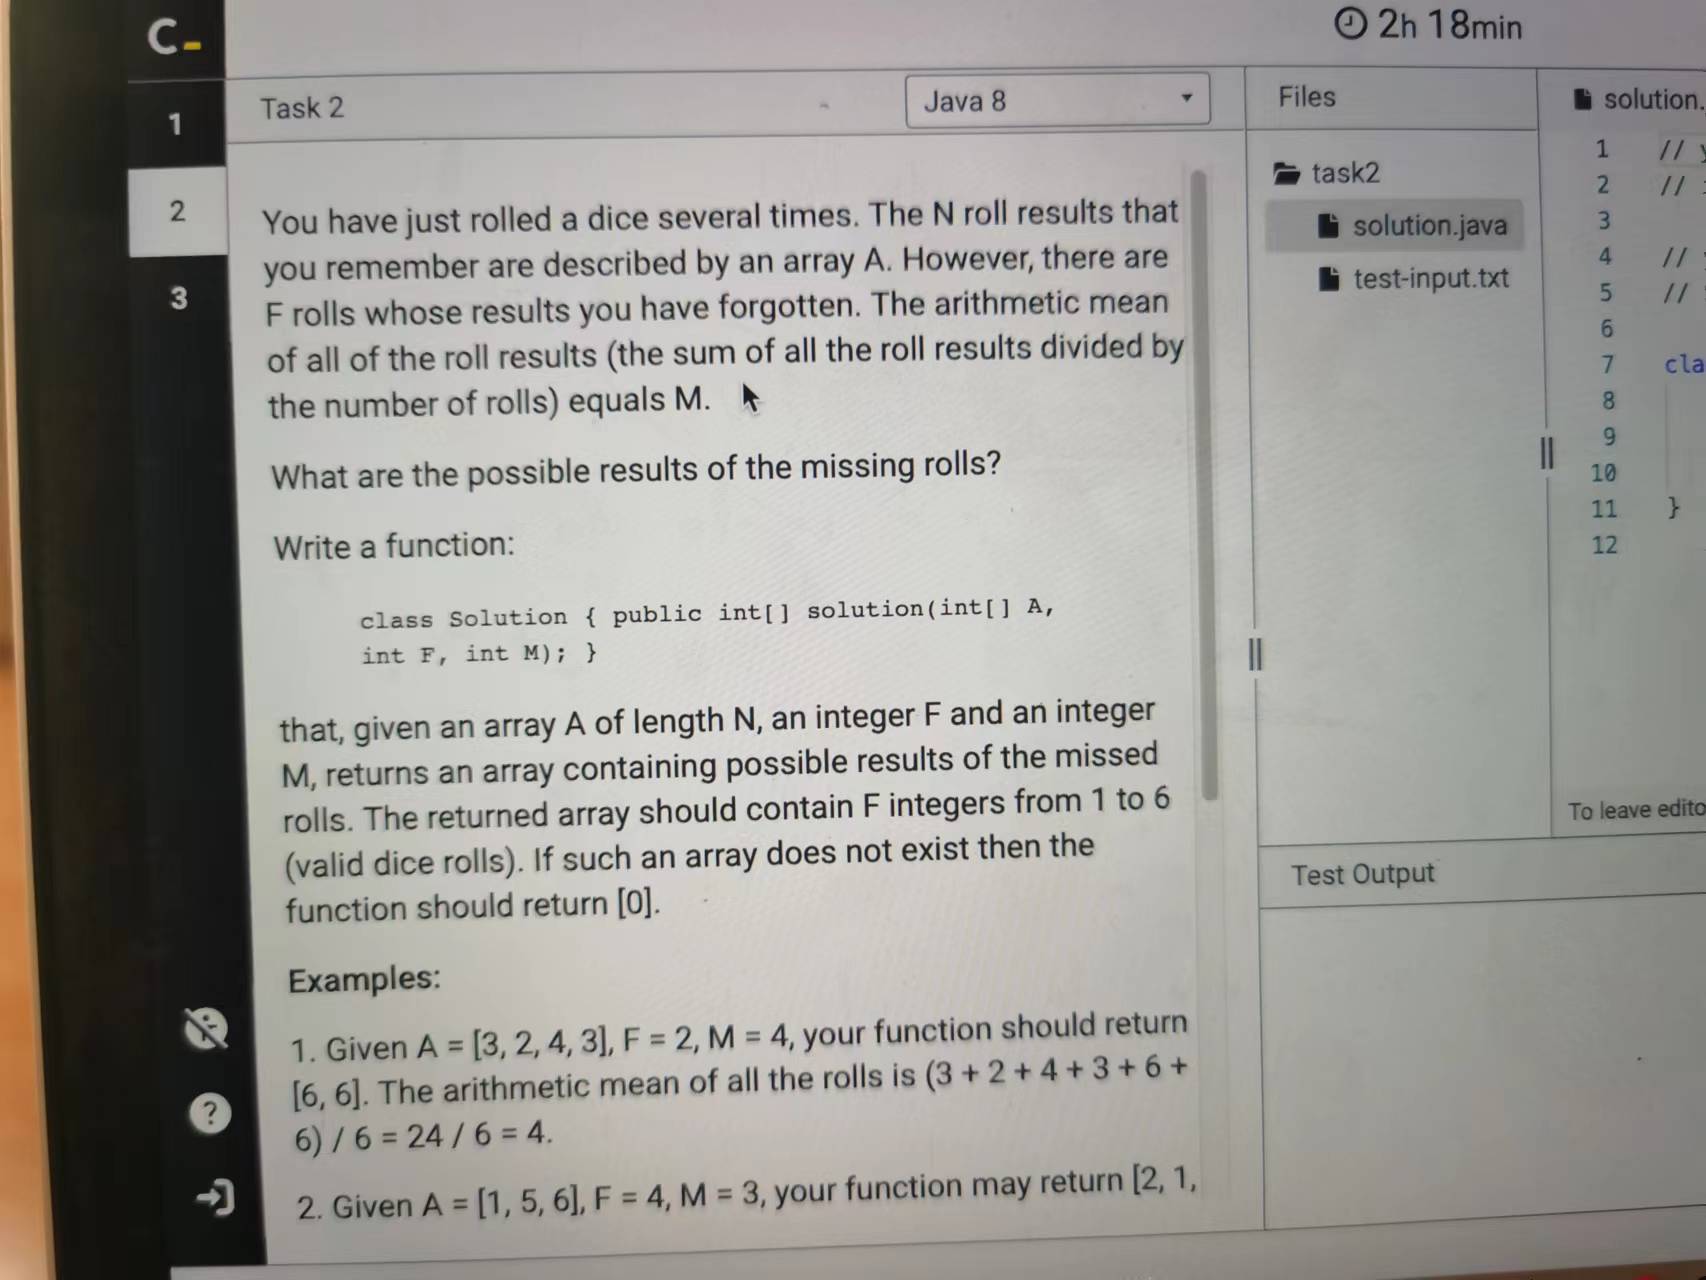 C_
2h 18min
Task 2
Java 8
Files
solution.
1
2
3
task2
solution.java
test-input.txt
You have just rolled a dice several times. The N roll results that
you remember are described by an array A. However, there are
F rolls whose results you have forgotten. The arithmetic mean
of all of the roll results (the sum of all the roll results divided by
the number of rolls) equals M.
What are the possible results of the missing rolls?
Write a function:
class Solution { public int[] solution(int[] A,
int F, int M); }
that, given an array A of length N, an integer F and an integer
M, returns an array containing possible results of the missed
rolls. The returned array should contain F integers from 1 to 6
(valid dice rolls). If such an array does not exist then the
function should return [0].
Examples:
1. Given A = [3, 2, 4, 3], F = 2, M = 4, your function should return
[6, 6]. The arithmetic mean of all the rolls is (3 + 2 + 4 + 3 + 6 +
6) / 6 = 24 / 6 = 4.
2. Given A = [1, 5, 6], F = 4, M = 3, your function may return [2, 1,
?
1 //
2 //
3
4 //
5 //
6
7 cla
8
9
10
11 }
12
To leave edito
Test Output